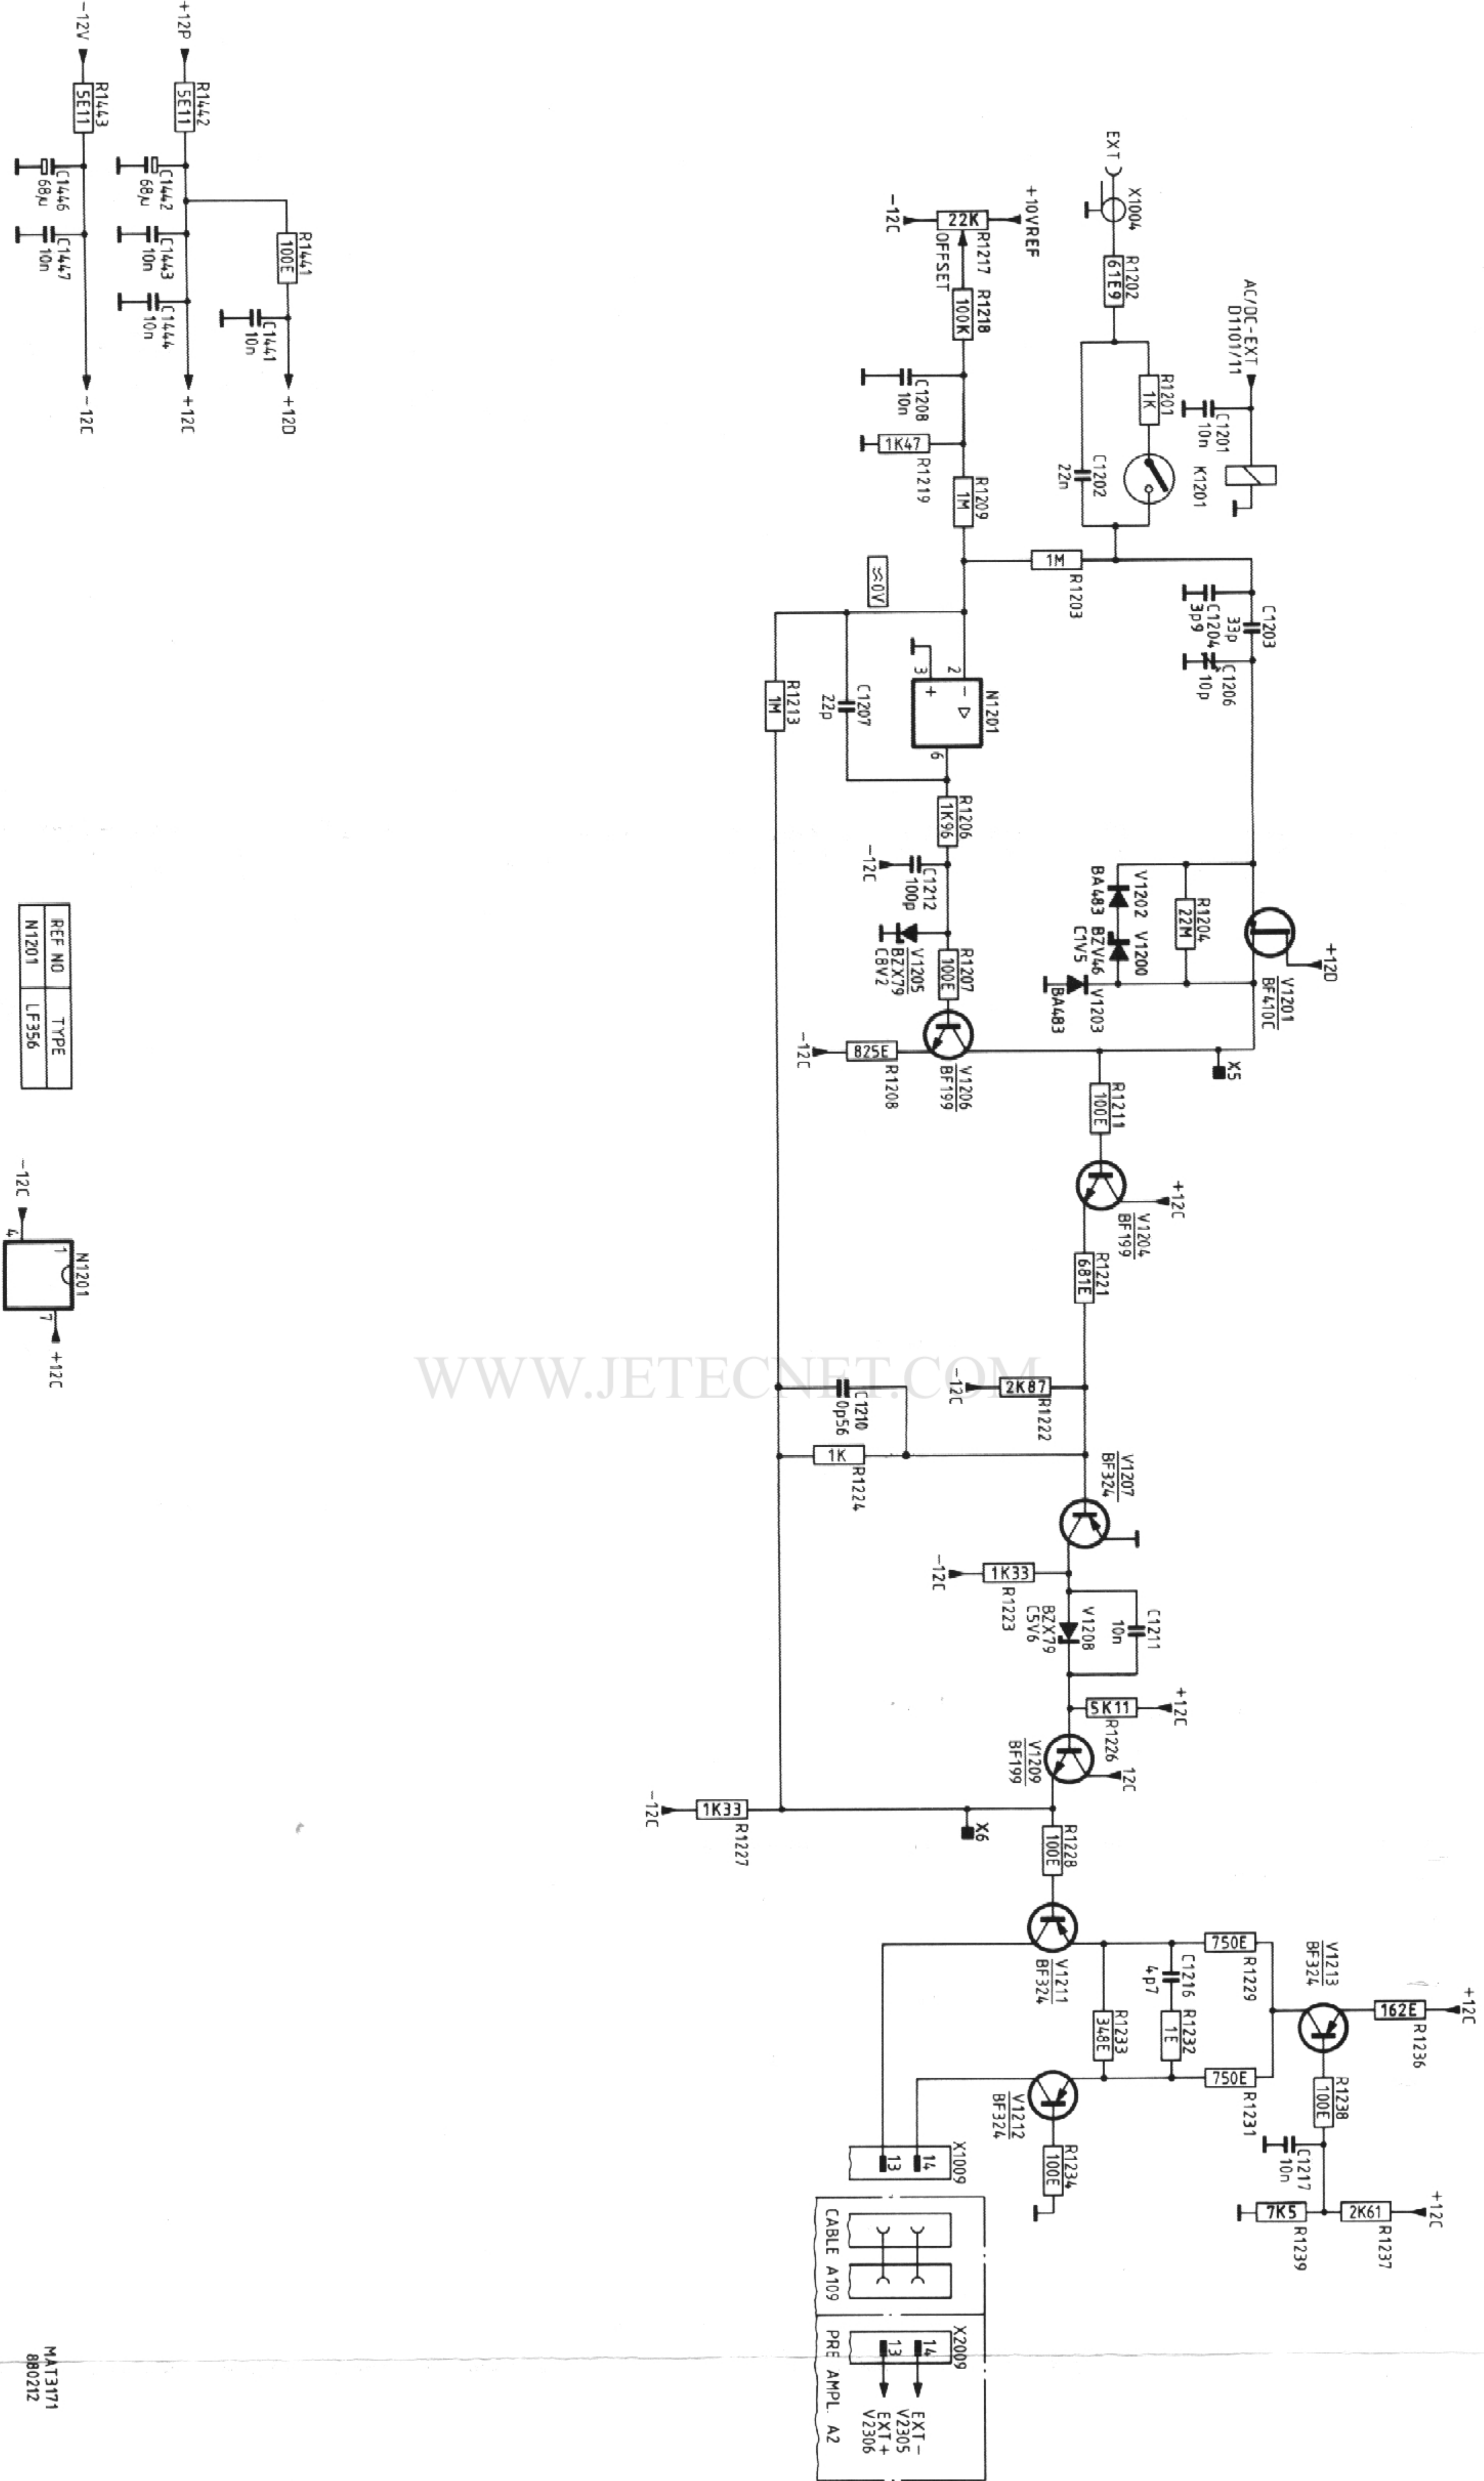 -12V
R1443
5E11
C1446
68µ
C1447
10n
-12C
+12P
R1442
5E11
C1442
68µ
C1443
10n
C1444
10n
+12C
R1441
100E
C1441
10n
+12D
EXT
X1004
R1202
61E9
AC/DC-EXT
D1101/11
C1201
10n
K1201
R1201
1K
C1202
22n
+10VREF
-12C
22K
R1217
OFFSET
R1218
100K
C1208
10n
1K47
R1219
R1209
1M
1M
R1203
C1203
33p
C1204
3p9
C1206
10p
≈0V
N1201
2
3
6
R1213
1M
C1207
22p
R1206
1K96
-12C
C1212
100p
V1205
BZX79
C8V2
R1207
100E
V1206
BF199
-12C
825E
R1208
V1202
BA483
V1200
BZV46
C1V5
R1204
22M
V1203
BA483
+12D
V1201
BF410C
X5
R1211
100E
+12C
V1204
BF199
R1221
681E
-12C
2K87
R1222
C1210
0p56
1K
R1224
V1207
BF324
-12C
1K33
R1223
V1208
BZX79
C5V6
C1211
10n
+12C
5K11
R1226
V1209
BF199
12C
-12C
1K33
R1227
X6
R1228
100E
V1211
BF324
R1233
348E
C1216
4p7
R1232
1E
750E
R1229
750E
R1231
V1213
BF324
+12C
162E
R1236
R1238
100E
C1217
10n
+12C
7K5
R1239
2K61
R1237
V1212
BF324
R1234
100E
X1009
14
13
CABLE A109
X2009
14
13
PRE AMPL. A2
EXT-
V2305
EXT+
V2306
REF NO TYPE
N1201 LF356
-12C
4
1
N1201
7
+12C
WWW.JETECNET.COM
MAT3171
880212